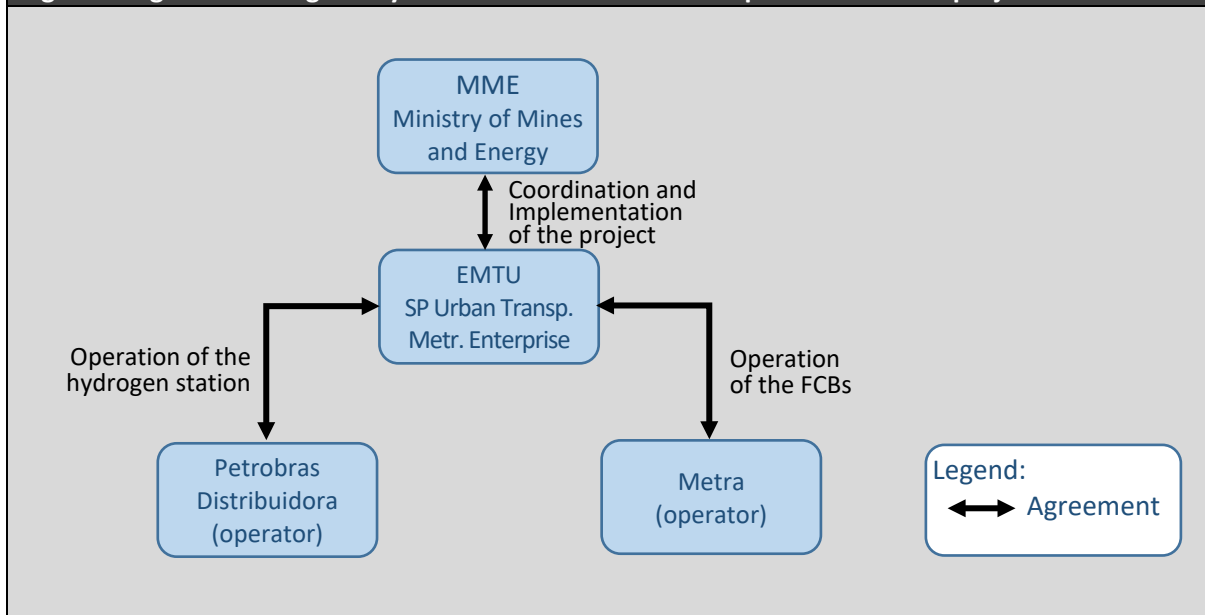 MME
Ministry of Mines
and Energy
Coordination and
Implementation
of the project
EMTU
SP Urban Transp.
Metr. Enterprise
Operation of the
hydrogen station
Operation
of the FCBs
Petrobras
Distribuidora
(operator)
Metra
(operator)
Legend:
Agreement